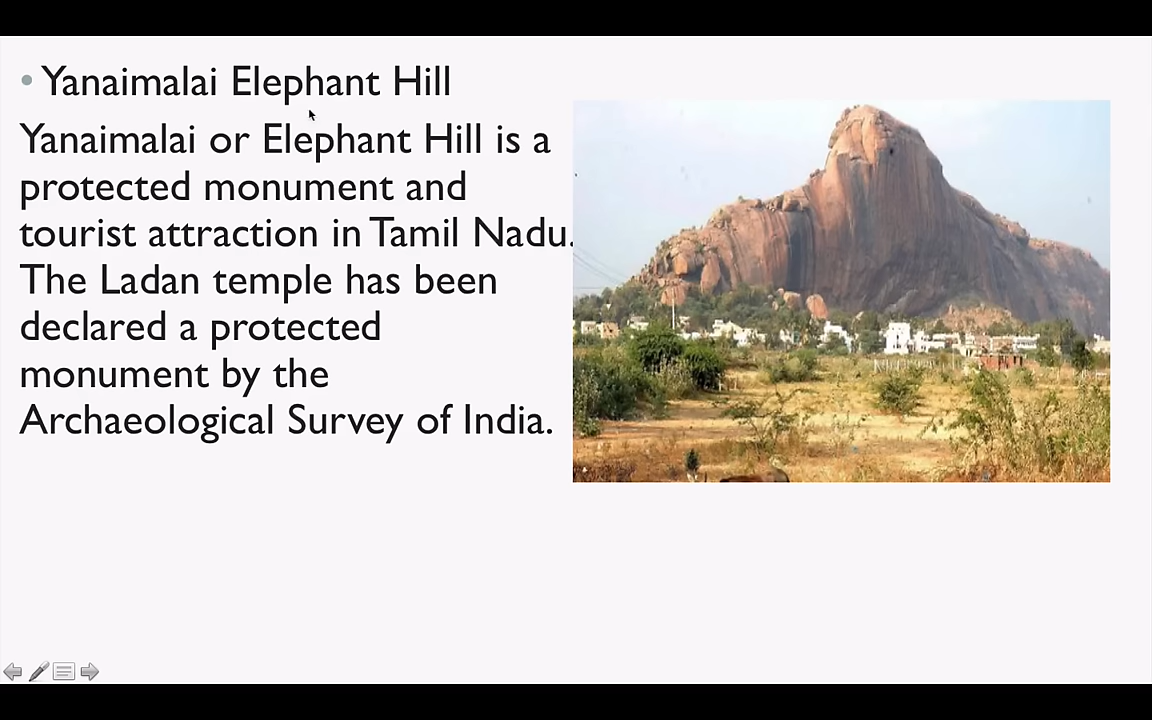 • Yanaimalai Elephant Hill
Yanaimalai or Elephant Hill is a
protected monument and
tourist attraction in Tamil Nadu.
The Ladan temple has been
declared a protected
monument by the
Archaeological Survey of India.